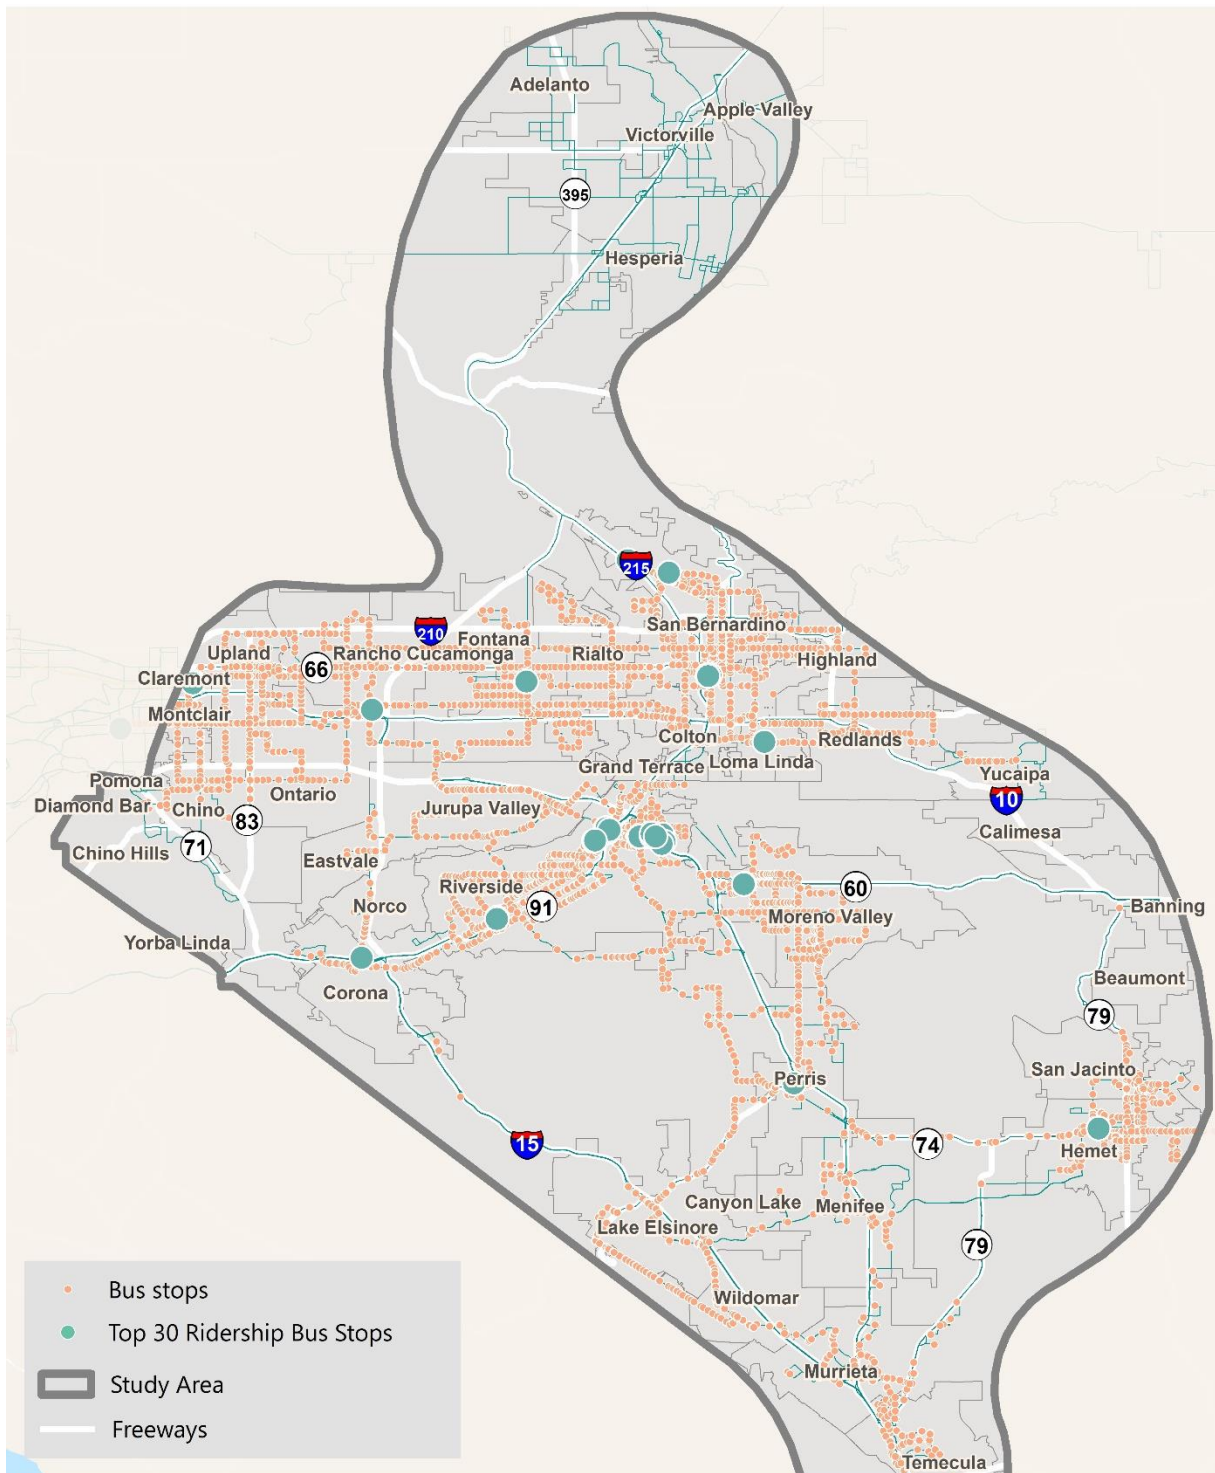 Adelanto
Apple Valley
Victorville
395
Hesperia
215
San Bernardino
210
Fontana
Upland
Rancho Cucamonga
Rialto
Highland
66
Claremont
Montclair
Colton
Redlands
Grand Terrace
Loma Linda
Yucaipa
Pomona
Ontario
Diamond Bar
Chino
Jurupa Valley
10
83
Calimesa
71
Chino Hills
Eastvale
Riverside
60
Norco
91
Banning
Moreno Valley
Yorba Linda
Beaumont
Corona
79
San Jacinto
Perris
15
74
Hemet
Canyon Lake
Menifee
Lake Elsinore
79
Wildomar
Murrieta
Temecula
Bus stops
Top 30 Ridership Bus Stops
Study Area
Freeways